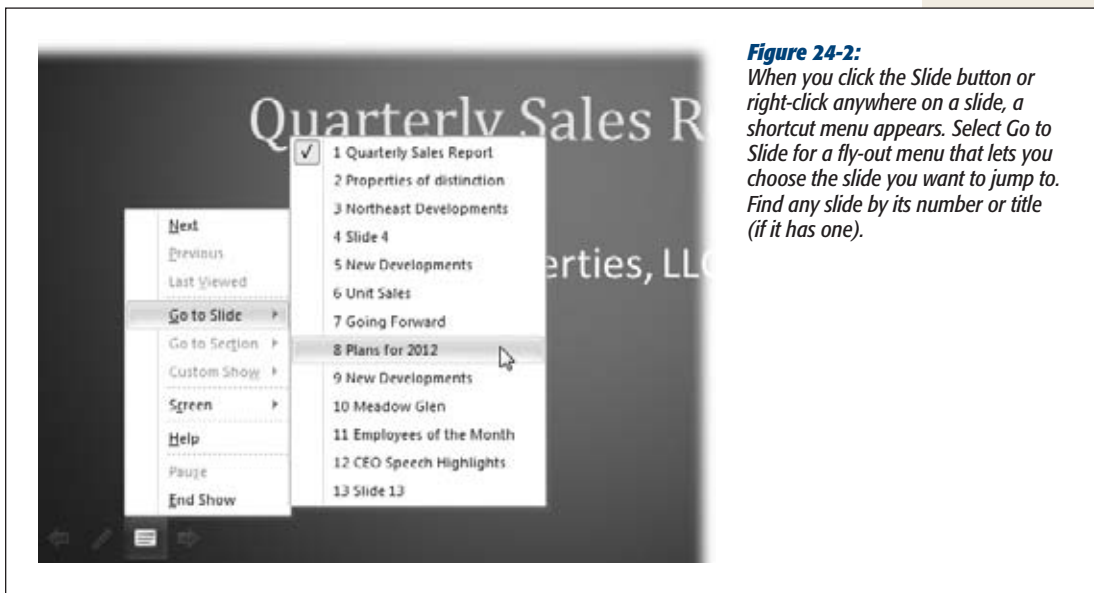 Quarterly Sales R
erties, LLC
Next
Previous
Last Viewed
Go to Slide
Go to Section
Custom Show
Screen
Help
Pause
End Show
1 Quarterly Sales Report
2 Properties of distinction
3 Northeast Developments
4 Slide 4
5 New Developments
6 Unit Sales
7 Going Forward
8 Plans for 2012
9 New Developments
10 Meadow Glen
11 Employees of the Month
12 CEO Speech Highlights
13 Slide 13
Figure 24-2:
When you click the Slide button or
right-click anywhere on a slide, a
shortcut menu appears. Select Go to
Slide for a fly-out menu that lets you
choose the slide you want to jump to.
Find any slide by its number or title
(if it has one).